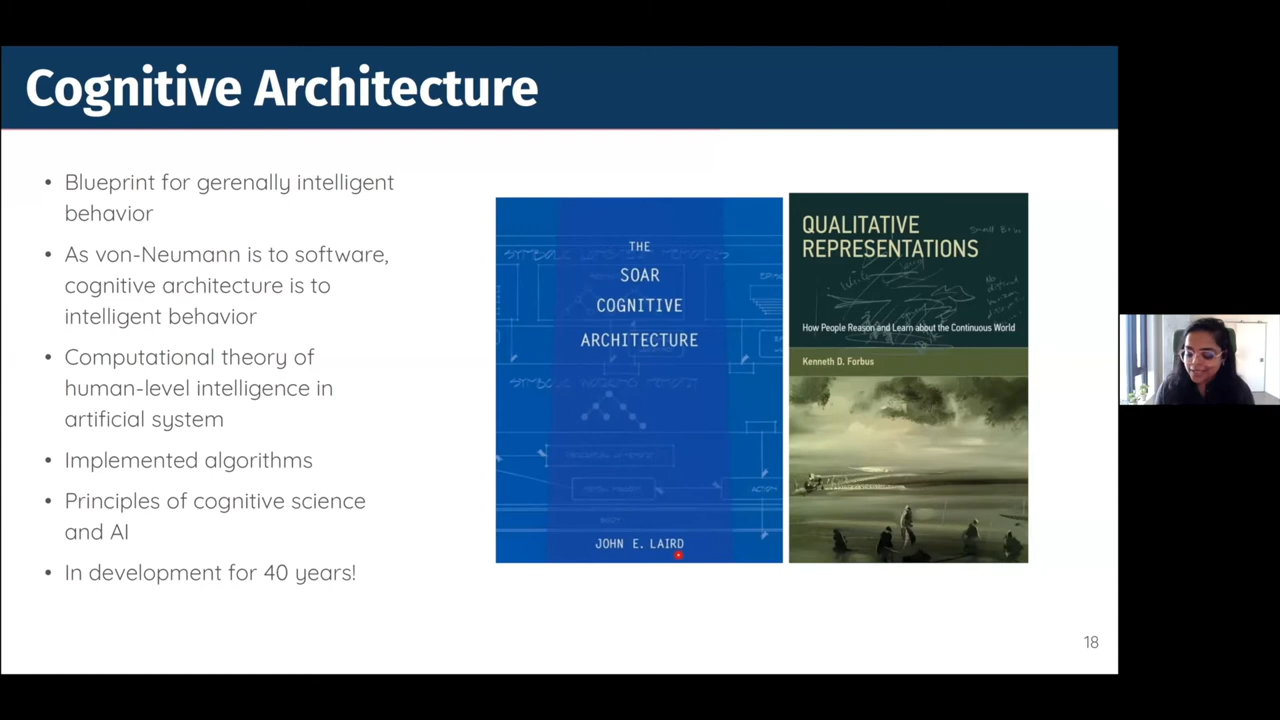 Cognitive Architecture
• Blueprint for gerenally intelligent
behavior
• As von-Neumann is to software,
cognitive architecture is to
intelligent behavior
• Computational theory of
human-level intelligence in
artificial system
• Implemented algorithms
• Principles of cognitive science
and AI
• In development for 40 years!
THE
SOAR
COGNITIVE
ARCHITECTURE
JOHN E. LAIRD
QUALITATIVE
REPRESENTATIONS
How People Reason and Learn about the Continuous World
Kenneth D. Forbus
18